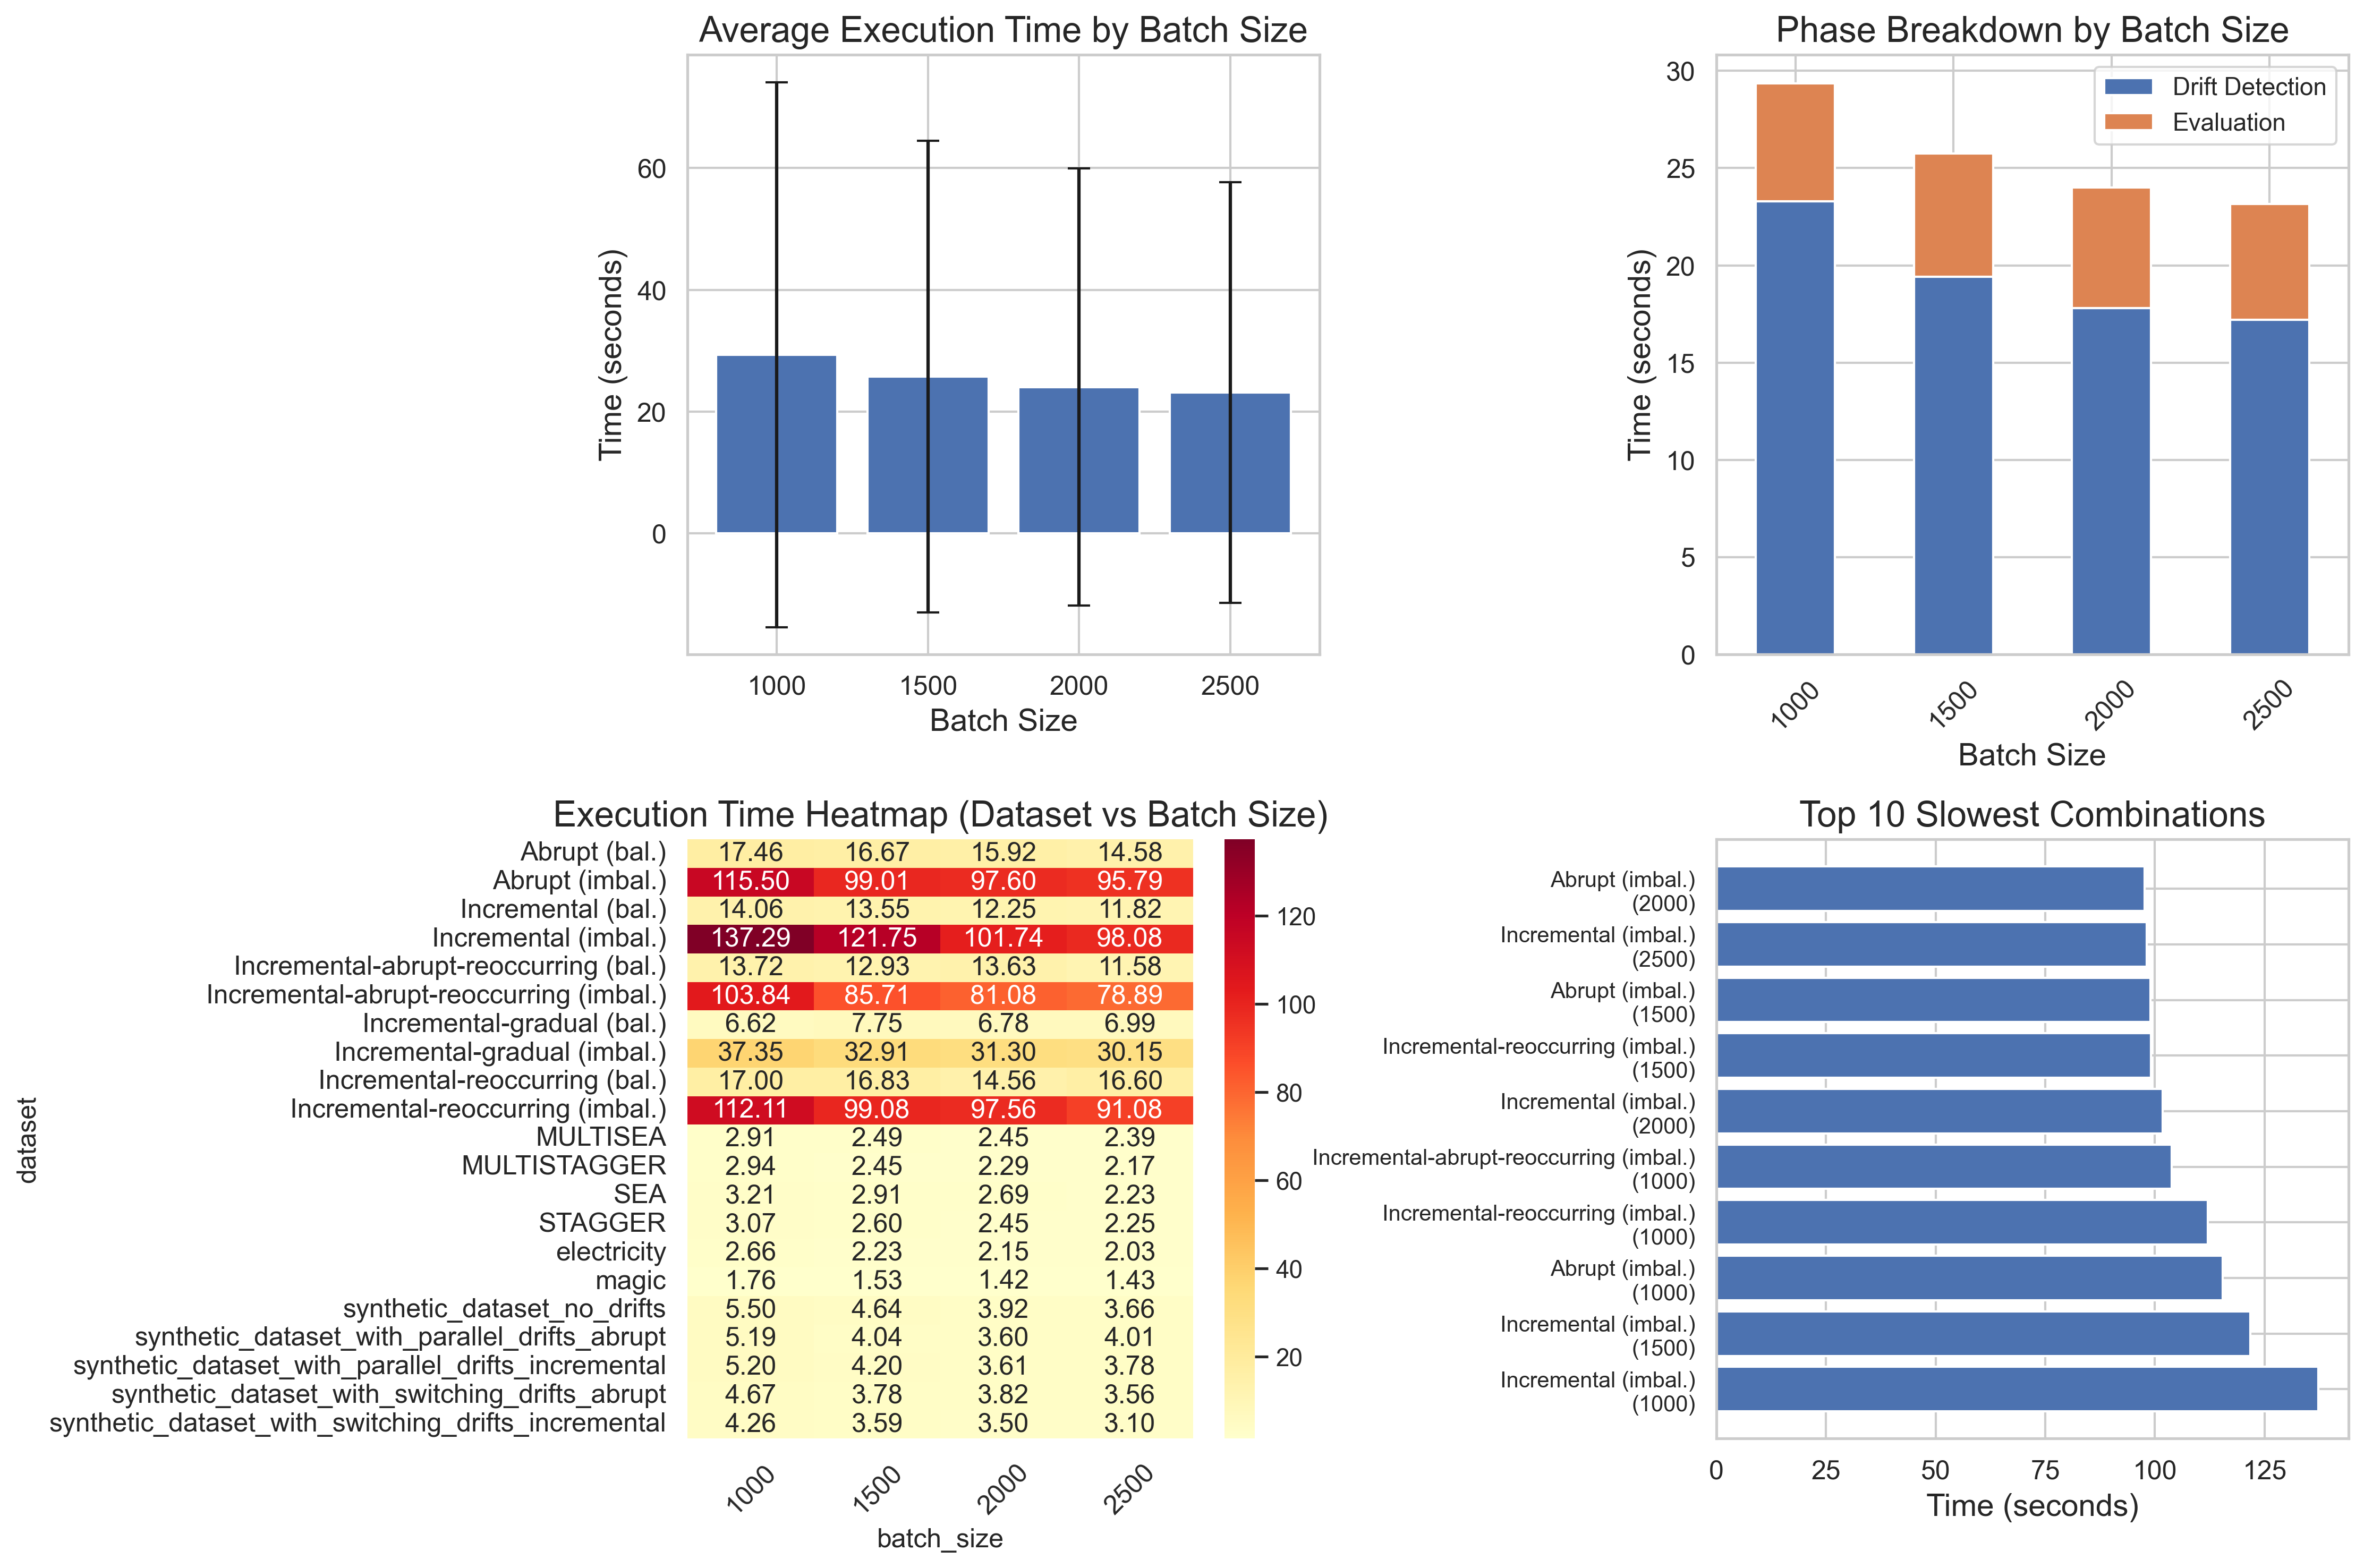 Average Execution Time by Batch Size
Time (seconds)
60
40
20
0
1000 1500 2000 2500
Batch Size
Phase Breakdown by Batch Size
Drift Detection
Evaluation
Time (seconds)
30
25
20
15
10
5
0
1000 1500 2000 2500
Batch Size
Execution Time Heatmap (Dataset vs Batch Size)
dataset
Abrupt (bal.) 17.46 16.67 15.92 14.58
Abrupt (imbal.) 115.50 99.01 97.60 95.79
Incremental (bal.) 14.06 13.55 12.25 11.82
Incremental (imbal.) 137.29 121.75 101.74 98.08
Incremental-abrupt-reoccurring (bal.) 13.72 12.93 13.63 11.58
Incremental-abrupt-reoccurring (imbal.) 103.84 85.71 81.08 78.89
Incremental-gradual (bal.) 6.62 7.75 6.78 6.99
Incremental-gradual (imbal.) 37.35 32.91 31.30 30.15
Incremental-reoccurring (bal.) 17.00 16.83 14.56 16.60
Incremental-reoccurring (imbal.) 112.11 99.08 97.56 91.08
MULTISEA 2.91 2.49 2.45 2.39
MULTISTAGGER 2.94 2.45 2.29 2.17
SEA 3.21 2.91 2.69 2.23
STAGGER 3.07 2.60 2.45 2.25
electricity 2.66 2.23 2.15 2.03
magic 1.76 1.53 1.42 1.43
synthetic_dataset_no_drifts 5.50 4.64 3.92 3.66
synthetic_dataset_with_parallel_drifts_abrupt 5.19 4.04 3.60 4.01
synthetic_dataset_with_parallel_drifts_incremental 5.20 4.20 3.61 3.78
synthetic_dataset_with_switching_drifts_abrupt 4.67 3.78 3.82 3.56
synthetic_dataset_with_switching_drifts_incremental 4.26 3.59 3.50 3.10
1000 1500 2000 2500
batch_size
120
100
80
60
40
20
Top 10 Slowest Combinations
Abrupt (imbal.)
(2000)
Incremental (imbal.)
(2500)
Abrupt (imbal.)
(1500)
Incremental-reoccurring (imbal.)
(1500)
Incremental (imbal.)
(2000)
Incremental-abrupt-reoccurring (imbal.)
(1000)
Incremental-reoccurring (imbal.)
(1000)
Abrupt (imbal.)
(1000)
Incremental (imbal.)
(1500)
Incremental (imbal.)
(1000)
0 25 50 75 100 125
Time (seconds)